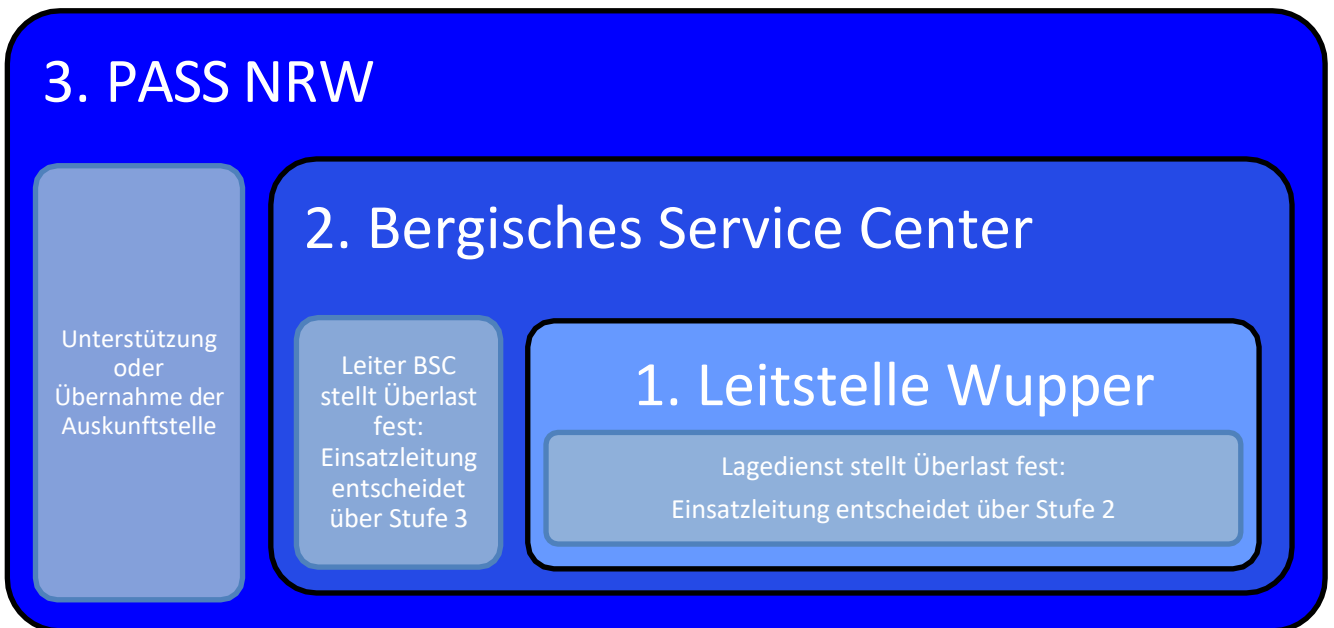 3. PASS NRW
Unterstützung
oder
Übernahme der
Auskunftstelle
2. Bergisches Service Center
Leiter BSC
stellt Überlast
fest:
Einsatzleitung
entscheidet
über Stufe 3
1. Leitstelle Wupper
Lagedienst stellt Überlast fest:
Einsatzleitung entscheidet über Stufe 2